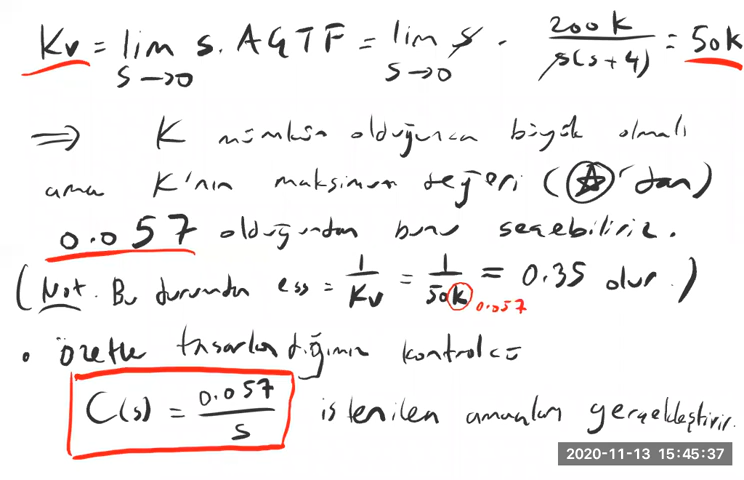 Kv = lim s→0 s. AGTF = lim s→0 s. 200k / s(s+4) = 50k
⇒ K mümkün olduğunca büyük olmalı
ama K'nın maksimum değeri (☆'dan)
0.057 olduğundan bunu seçebiliriz.
(Not. Bu durumda ess = 1/Kv = 1/50k = 0.35 olur.)
0.057
• Özetle tasarladığımız kontrolcü
C(s) = 0.057/s istenilen amaçları gerçekleştirir.
2020-11-13 15:45:37